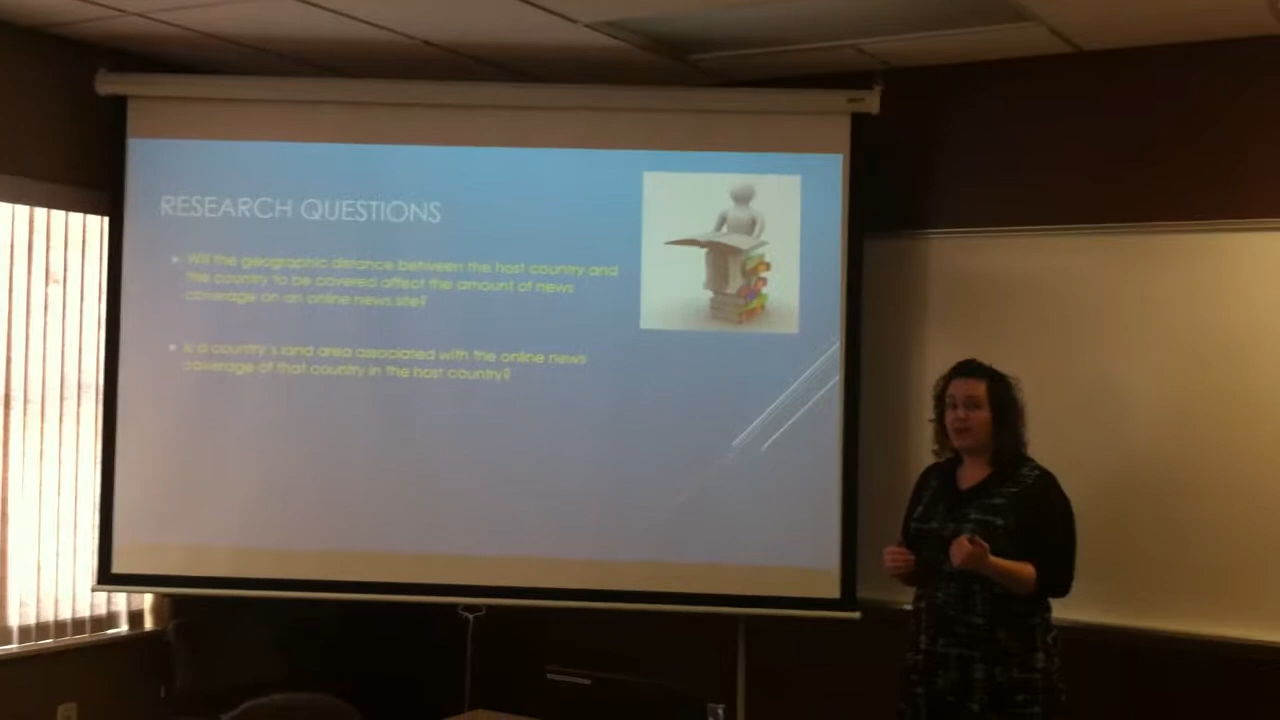 RESEARCH QUESTIONS
Will the geographic distance between the host country and
the country to be covered affect the amount of news
coverage on an online news site?
Is a country's land area associated with the online news
coverage of that country in the host country?